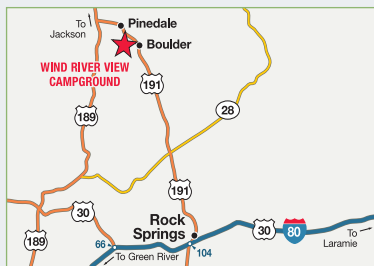 To
Jackson
Pinedale
Boulder
WIND RIVER VIEW
CAMPGROUND
191
189
28
191
30
Rock
Springs
30
80
To
Laramie
189
66
To Green River
104